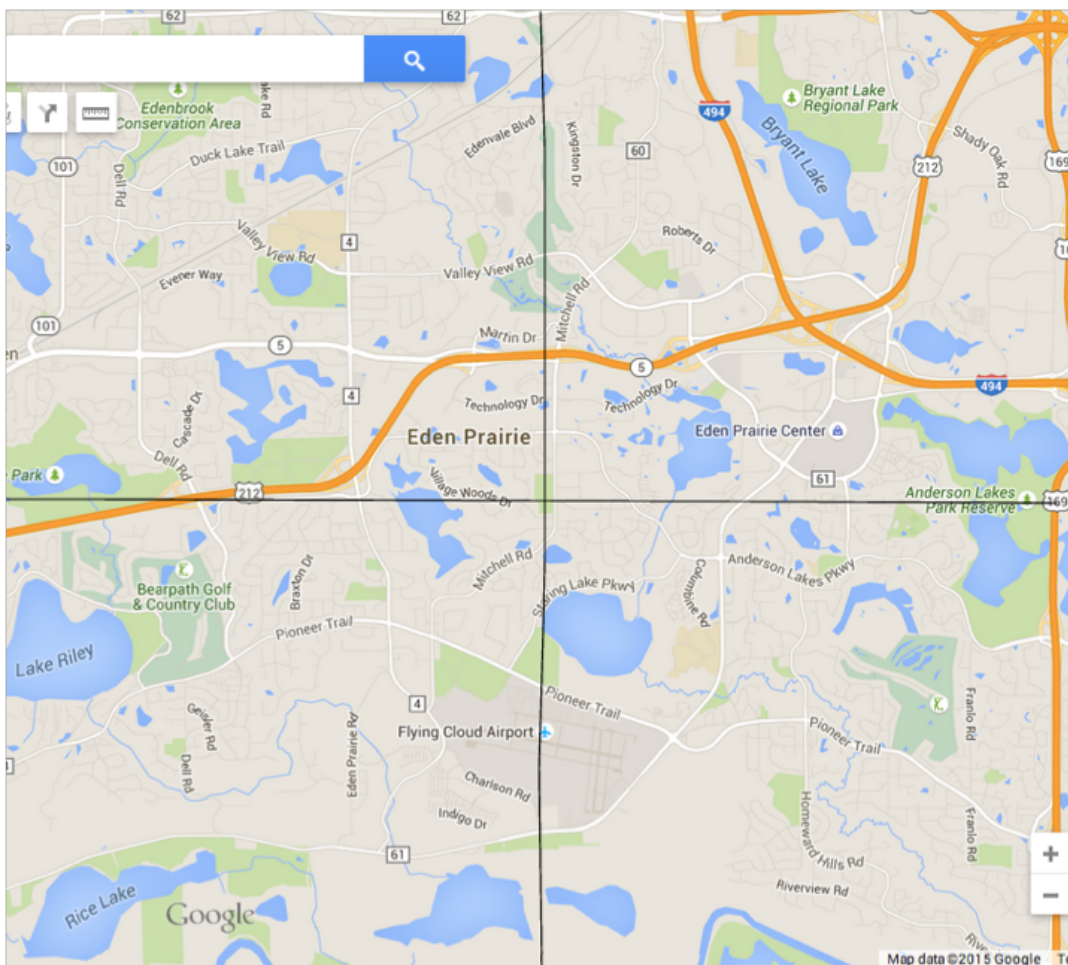 62
62
Bryant Lake
Regional Park
Edenbrook
Conservation Area
494
Edenvale Blvd
Kingston Dr
Bryant Lake
Shady Oak Rd
60
Duck Lake Trail
101
212
169
Dell Rd
4
Valley View Rd
Roberts Dr
Valley View Rd
Evener Way
Mitchell Rd
101
Martin Dr
5
5
494
4
Technology Dr
Technology Dr
Cascade Dr
Eden Prairie
Eden Prairie Center
Dell Rd
Park
61
Village Woods Dr
212
Anderson Lakes
Park Reserve
169
Mitchell Rd
Anderson Lakes Pkwy
Braxton Dr
Staring Lake Pkwy
Columbine Rd
Bearpath Golf
& Country Club
Pioneer Trail
Lake Riley
4
Pioneer Trail
Franlo Rd
Geisler Rd
Eden Prairie Rd
Flying Cloud Airport
Pioneer Trail
Dell Rd
Charlson Rd
Indigo Dr
Homeward Hills Rd
Franlo Rd
61
Riverview Rd
Rice Lake
Google
Map data ©2015 Google